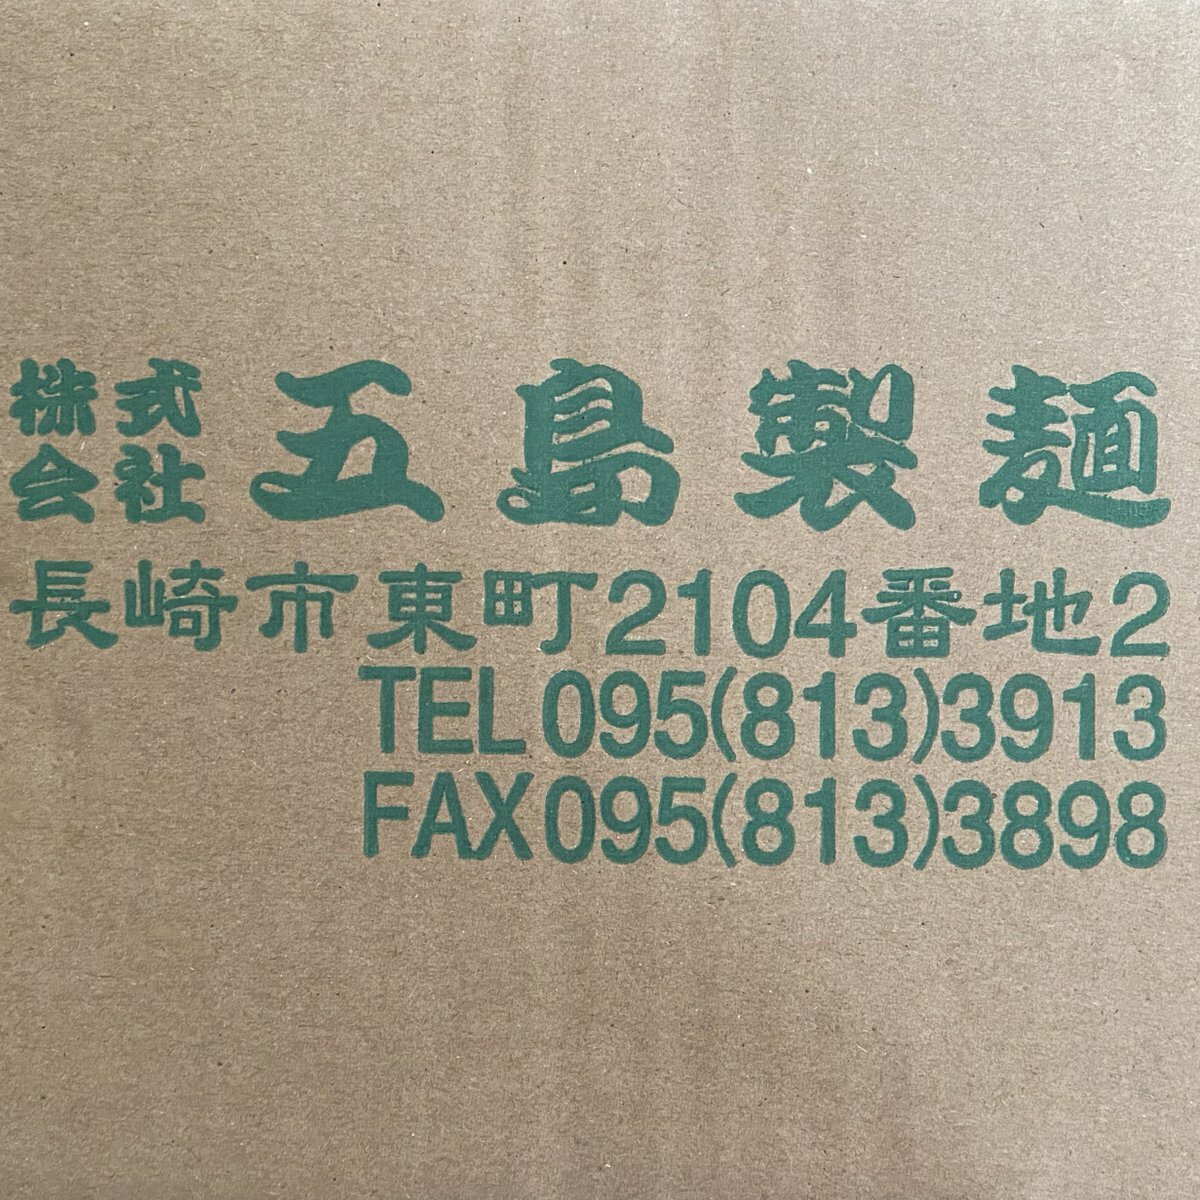 株式会社 五島製麺
長崎市東町2104番地2
TEL 095(813)3913
FAX 095(813)3898